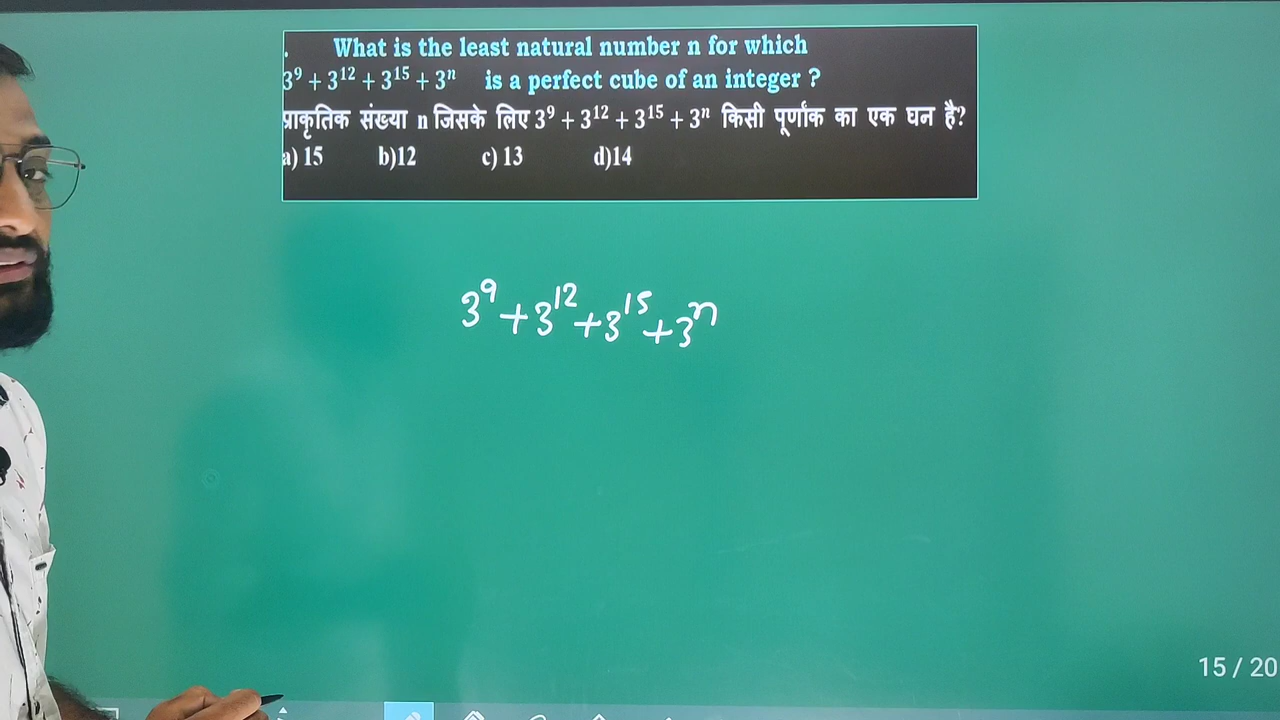 . What is the least natural number n for which
3⁹ + 3¹² + 3¹⁵ + 3ⁿ is a perfect cube of an integer ?
प्राकृतिक संख्या n जिसके लिए 3⁹ + 3¹² + 3¹⁵ + 3ⁿ किसी पूर्णांक का एक घन है?
a) 15 b)12 c) 13 d)14
3⁹+3¹²+3¹⁵+3ⁿ
15 / 20